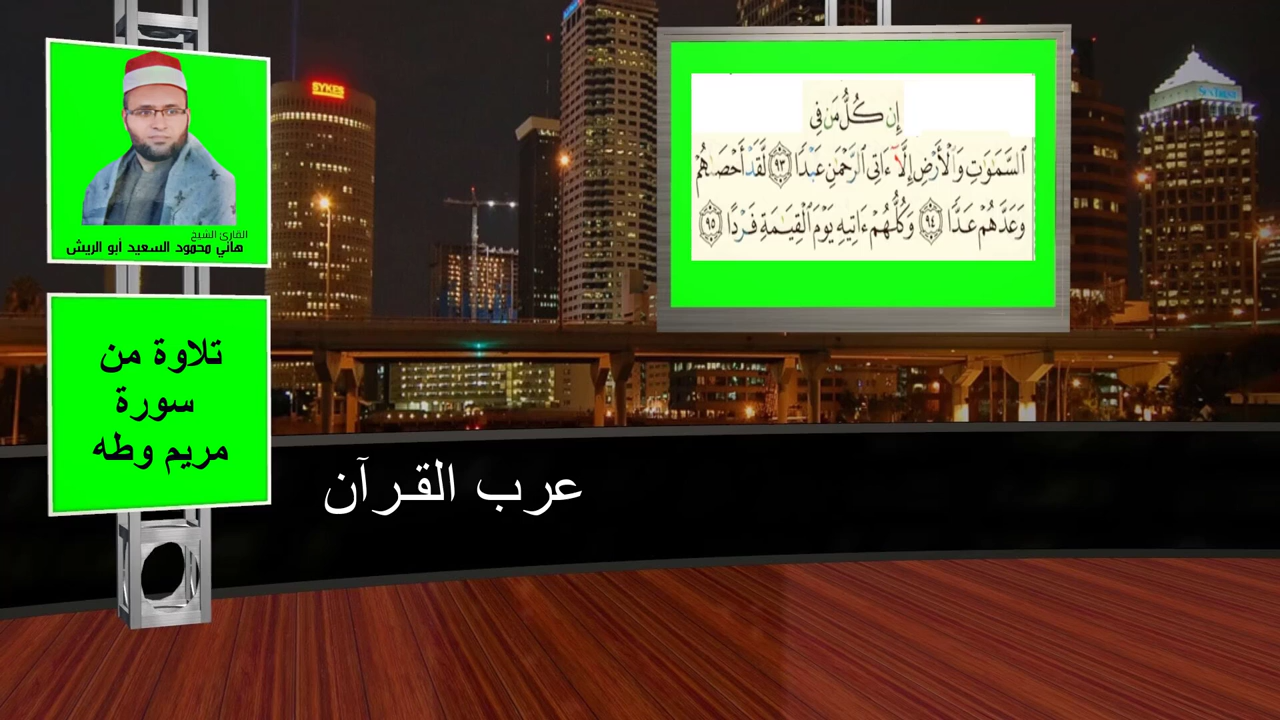 SYKES
القارئ الشيخ
هاني محمود السعيد أبو الريش
تلاوة من
سورة
مريم وطه
إِن كُلُّ مَن فِى
ٱلسَّمَٰوَٰتِ وَٱلْأَرْضِ إِلَّآ ءَاتِى ٱلرَّحْمَٰنِ عَبْدًا ٩٣ لَّقَدْ أَحْصَىٰهُمْ
وَعَدَّهُمْ عَدًّا ٩٤ وَكُلُّهُمْ ءَاتِيهِ يَوْمَ ٱلْقِيَٰمَةِ فَرْدًا ٩٥
عرب القرآن